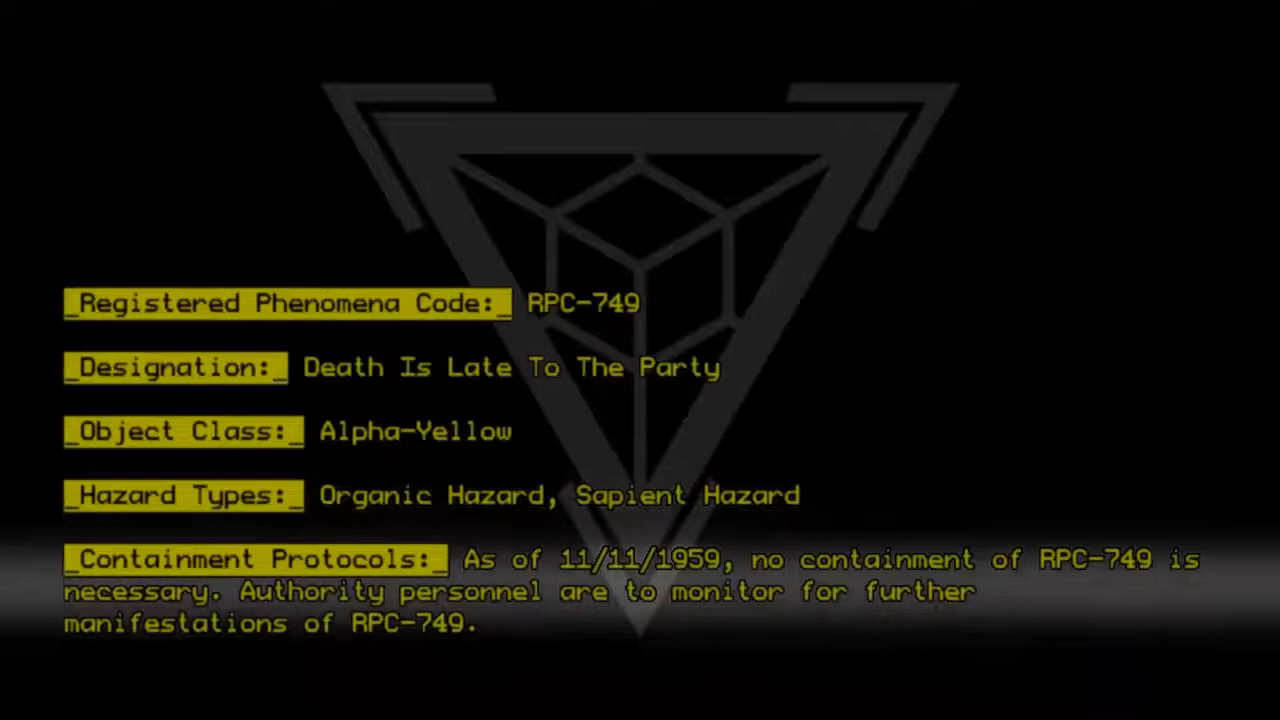 _Registered Phenomena Code:_ RPC-749
_Designation:_ Death Is Late To The Party
_Object Class:_ Alpha-Yellow
_Hazard Types:_ Organic Hazard, Sapient Hazard
_Containment Protocols:_ As of 11/11/1959, no containment of RPC-749 is
necessary. Authority personnel are to monitor for further
manifestations of RPC-749.